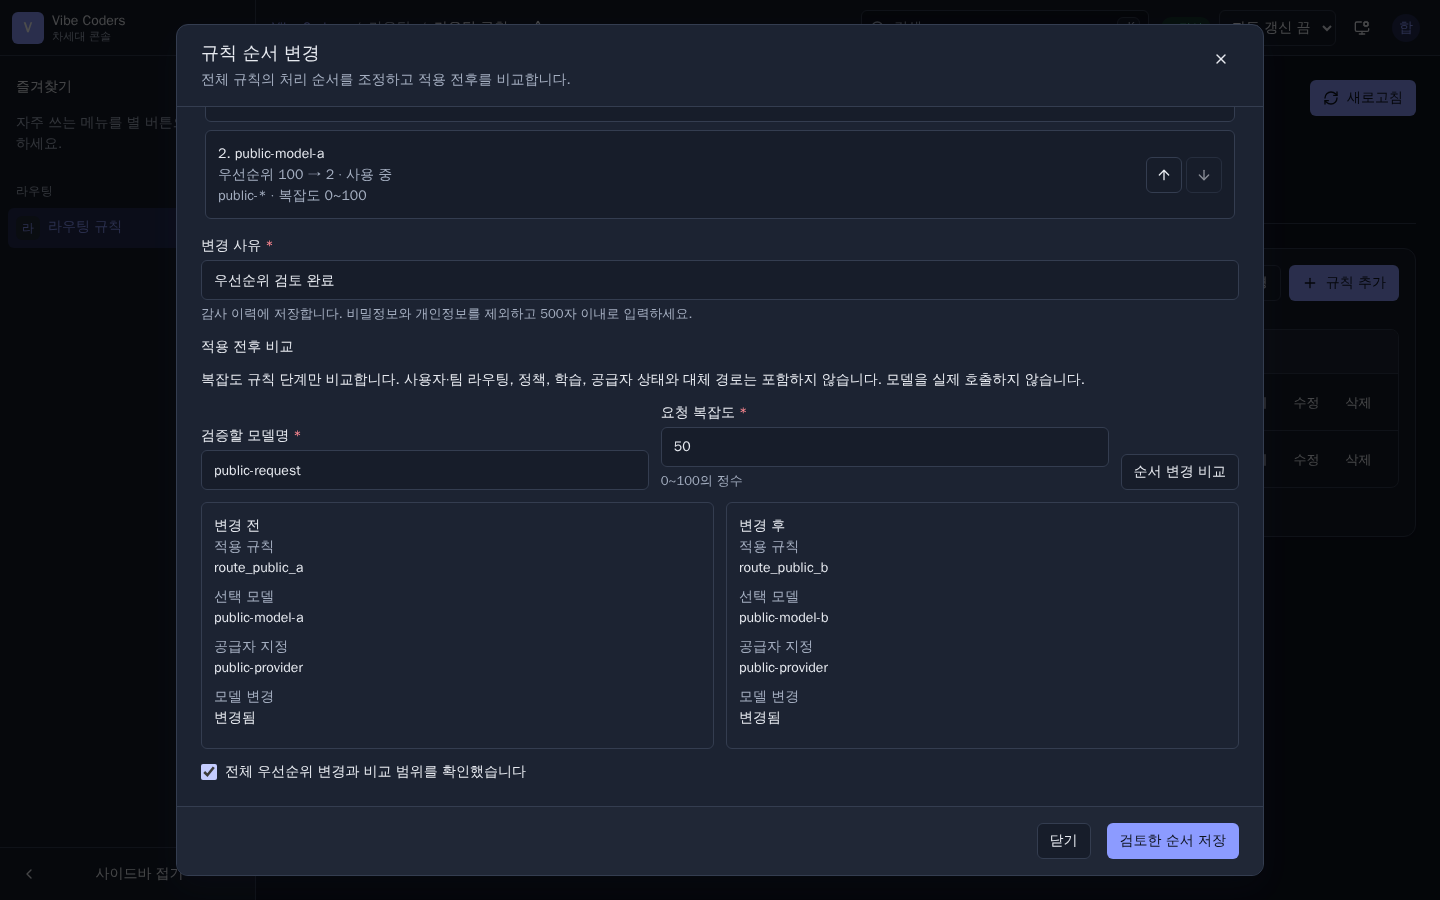 V
Vibe Coders
차세대 콘솔
갱신 끔
합
규칙 순서 변경
전체 규칙의 처리 순서를 조정하고 적용 전후를 비교합니다.
즐겨찾기
자주 쓰는 메뉴를 별 버튼
하세요.
새로고침
라우팅
라
라우팅 규칙
2. public-model-a
우선순위 100 → 2 · 사용 중
public-* · 복잡도 0~100
변경 사유 *
우선순위 검토 완료
감사 이력에 저장합니다. 비밀정보와 개인정보를 제외하고 500자 이내로 입력하세요.
규칙 추가
적용 전후 비교
복잡도 규칙 단계만 비교합니다. 사용자·팀 라우팅, 정책, 학습, 공급자 상태와 대체 경로는 포함하지 않습니다. 모델을 실제 호출하지 않습니다.
수정
삭제
검증할 모델명 *
public-request
요청 복잡도 *
50
0~100의 정수
순서 변경 비교
수정
삭제
변경 전
적용 규칙
route_public_a
선택 모델
public-model-a
공급자 지정
public-provider
모델 변경
변경됨
변경 후
적용 규칙
route_public_b
선택 모델
public-model-b
공급자 지정
public-provider
모델 변경
변경됨
전체 우선순위 변경과 비교 범위를 확인했습니다
닫기
검토한 순서 저장
사이드바 접기